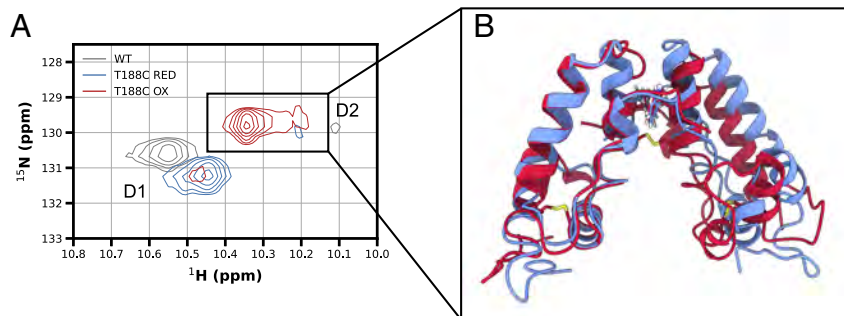 A
B
WT
T188C RED
T188C OX
D2
D1
128
129
130
131
132
133
¹⁵N (ppm)
10.8 10.7 10.6 10.5 10.4 10.3 10.2 10.1 10.0
¹H (ppm)